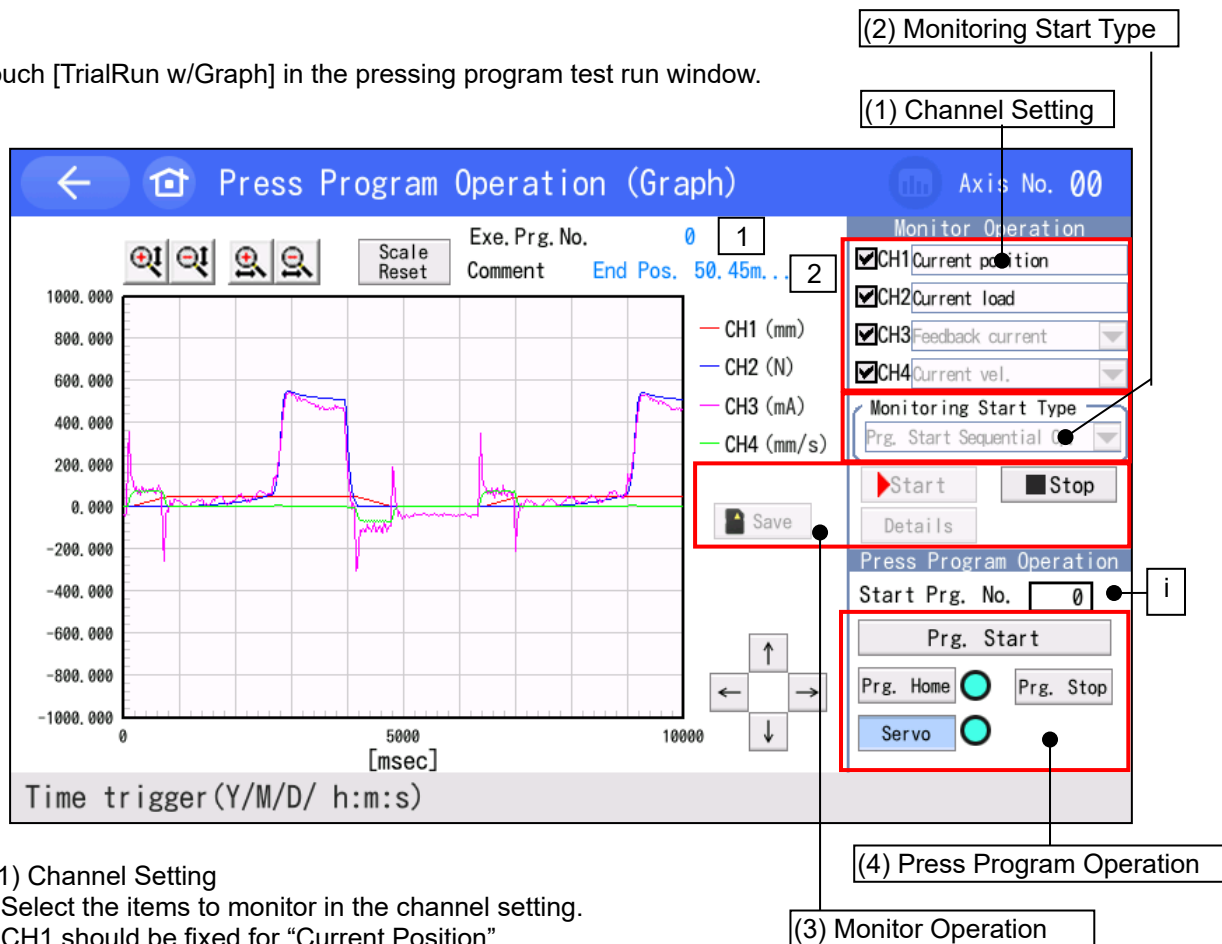 (2) Monitoring Start Type
ouch [TrialRun w/Graph] in the pressing program test run window.
(1) Channel Setting
Press Program Operation (Graph)
Axis No. 00
Scale Reset
Exe. Prg. No. 0
1
Comment End Pos. 50.45m...
2
1000.000
800.000
600.000
400.000
200.000
0.000
-200.000
-400.000
-600.000
-800.000
-1000.000
0 5000 10000
[msec]
CH1 (mm)
CH2 (N)
CH3 (mA)
CH4 (mm/s)
Monitor Operation
CH1 Current position
CH2 Current load
CH3 Feedback current
CH4 Current vel.
Monitoring Start Type
Prg. Start Sequential
Start Stop
Save
Details
Press Program Operation
Start Prg. No. 0
i
Prg. Start
Prg. Home Prg. Stop
Servo
↑
← →
↓
Time trigger(Y/M/D/ h:m:s)
(4) Press Program Operation
1) Channel Setting
Select the items to monitor in the channel setting.
CH1 should be fixed for “Current Position”
(3) Monitor Operation